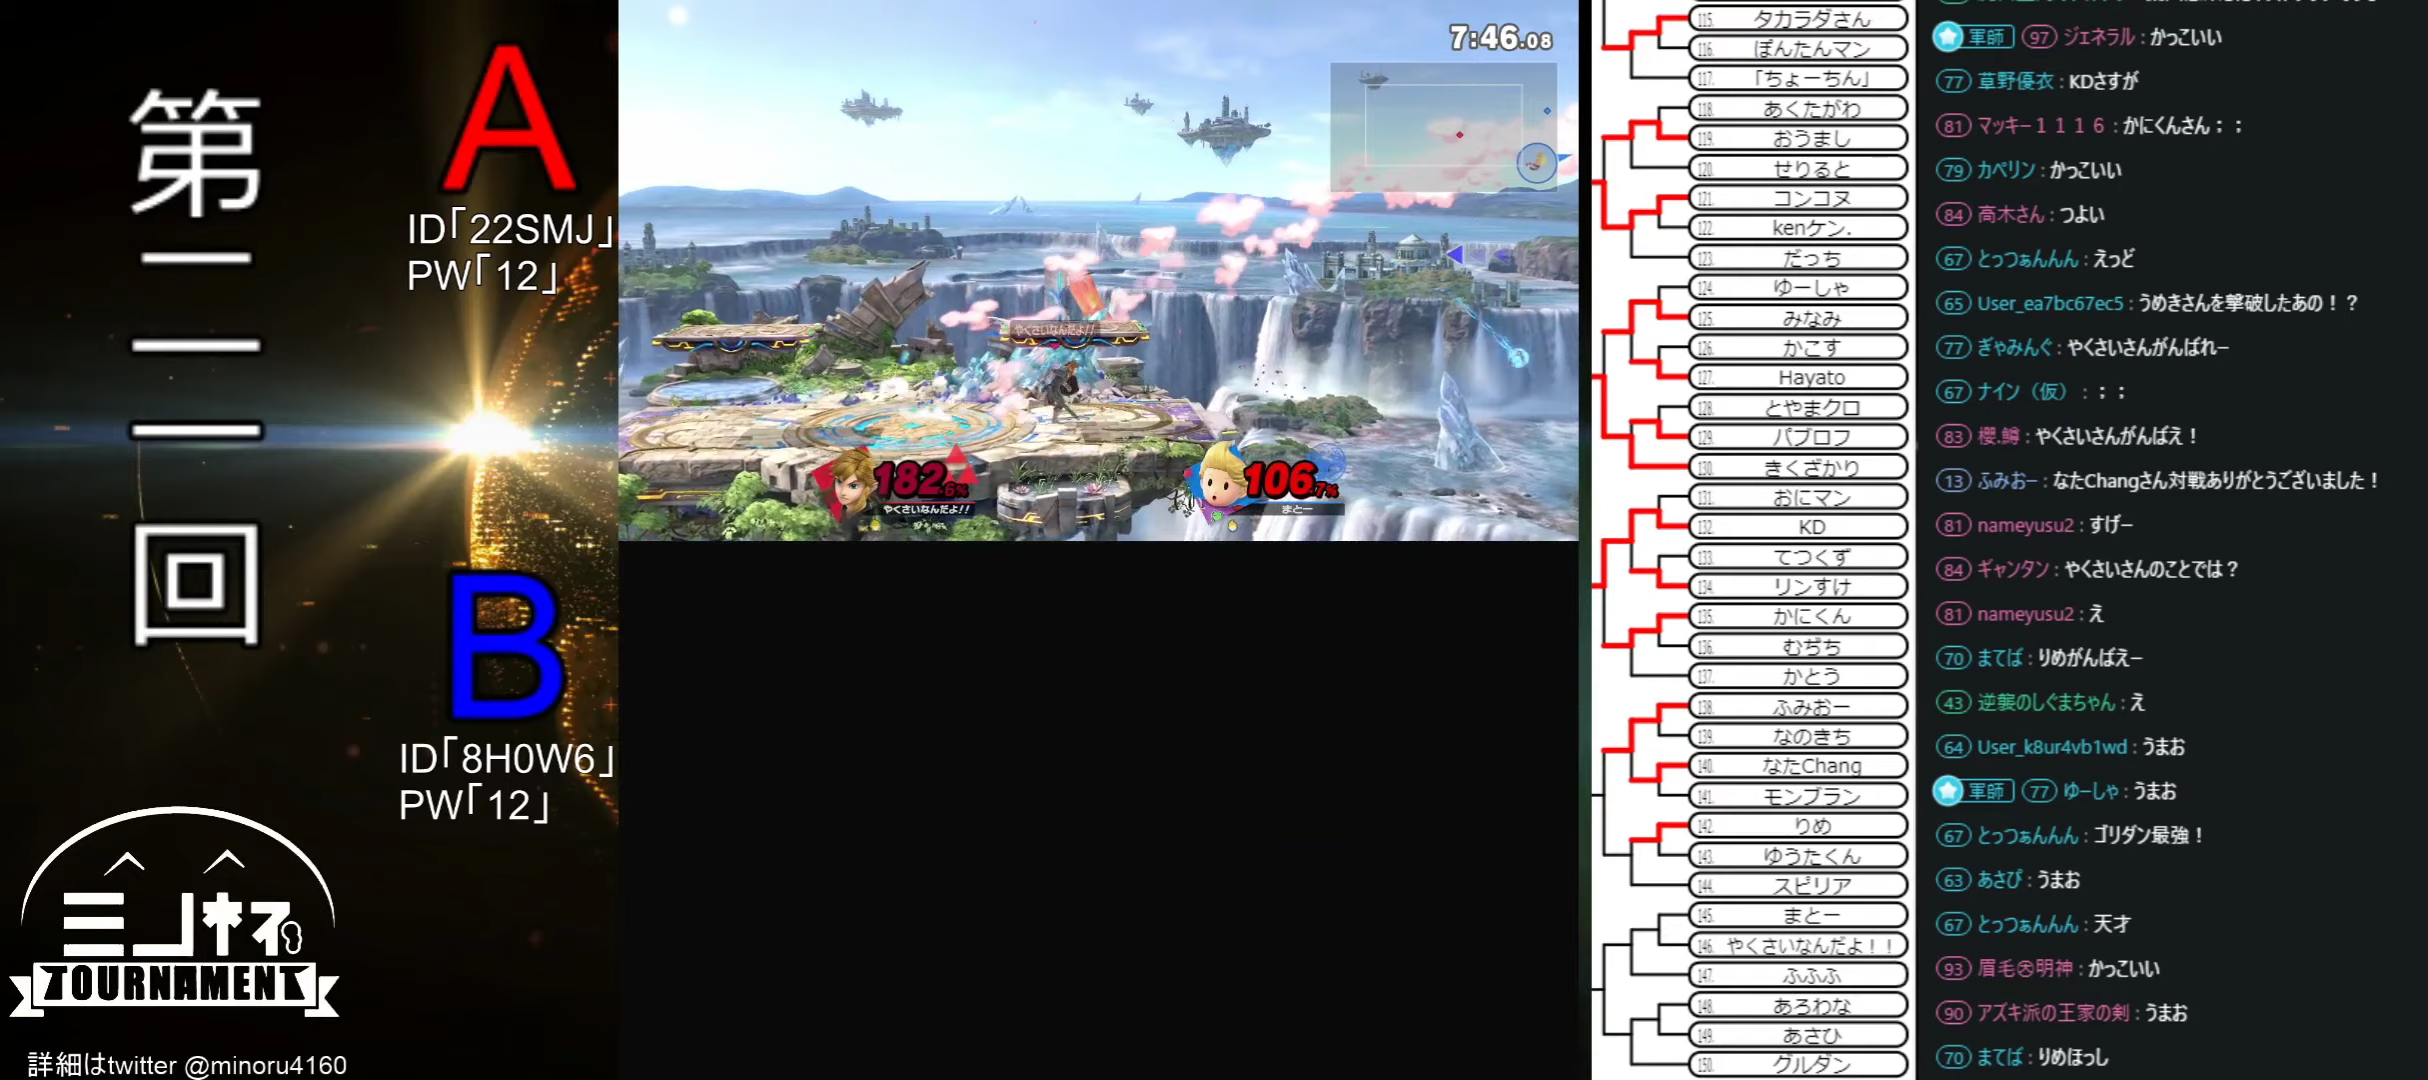 第二一一回
A
ID｢22SMJ｣
PW｢12｣
B
ID｢8H0W6｣
PW｢12｣
ミノ杯
TOURNAMENT
詳細はtwitter @minoru4160
7:46.08
やくさいなんだよ!!
182.6%
やくさいなんだよ!!
106.7%
まとー
115. タカラダさん
116. ぽんたんマン
117. 「ちょーちん」
118. あくたがわ
119. おうまし
120. せりると
121. コンコヌ
122. kenケン.
123. だっち
124. ゆーしゃ
125. みなみ
126. かこす
127. Hayato
128. とやまクロ
129. パブロフ
130. きくざかり
131. おにマン
132. KD
133. てつくず
134. リンすけ
135. かにくん
136. むぢち
137. かとう
138. ふみおー
139. なのきち
140. なたChang
141. モンブラン
142. りめ
143. ゆうたくん
144. スピリア
145. まとー
146. やくさいなんだよ！！
147. ふふふ
148. あろわな
149. あさひ
150. グルダン
軍師 97 ジェネラル：かっこいい
77 草野優衣：KDさすが
81 マッキー１１１６：かにくんさん；；
79 カペリン：かっこいい
84 高木さん：つよい
67 とっつぁんんん：えっど
65 User_ea7bc67ec5：うめきさんを撃破したあの！？
77 ぎゃみんぐ：やくさいさんがんばれー
67 ナイン（仮）：；；
83 櫻.鱒：やくさいさんがんばえ！
13 ふみおー：なたChangさん対戦ありがとうございました！
81 nameyusu2：すげー
84 ギャンタン：やくさいさんのことでは？
81 nameyusu2：え
70 まてば：りめがんばえー
43 逆襲のしぐまちゃん：え
64 User_k8ur4vb1wd：うまお
軍師 77 ゆーしゃ：うまお
67 とっつぁんんん：ゴリダン最強！
63 あさぴ：うまお
67 とっつぁんんん：天才
93 眉毛㊛明神：かっこいい
90 アズキ派の王家の剣：うまお
70 まてば：りめほっし